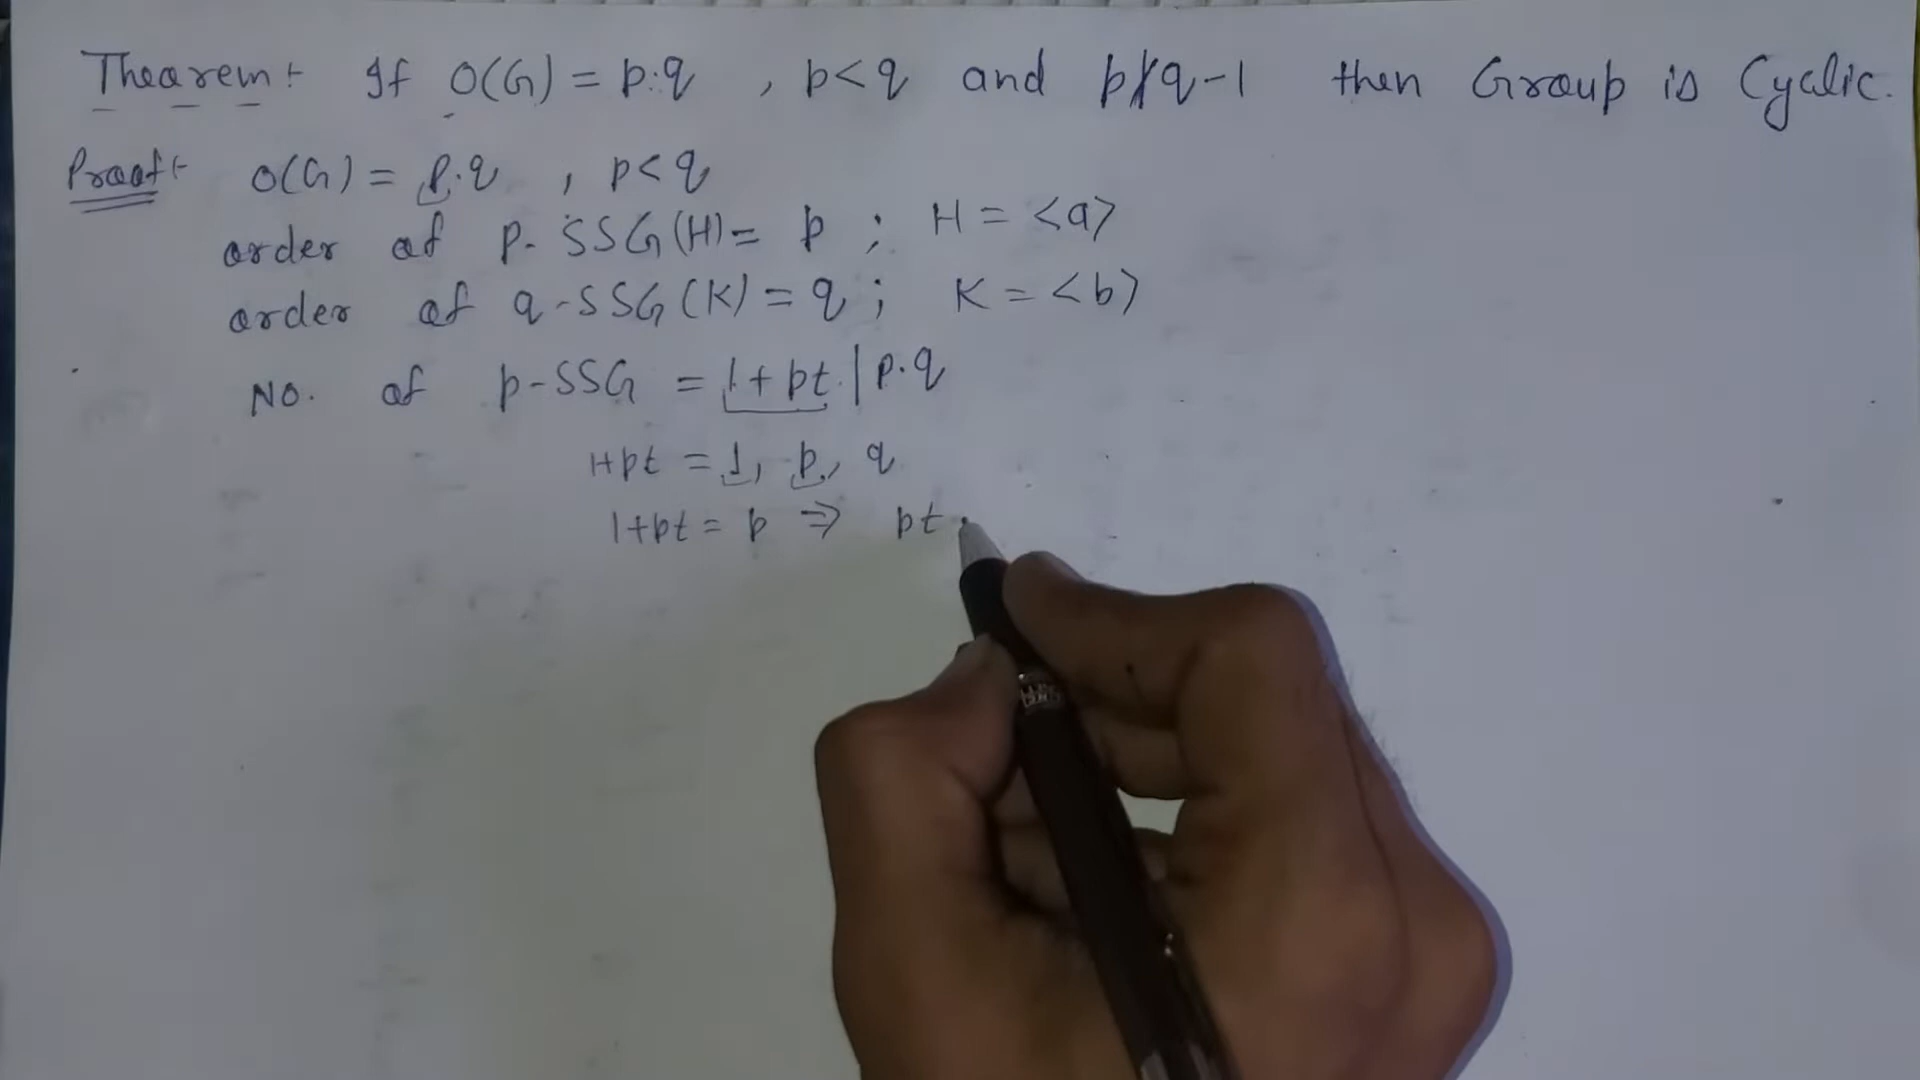 Theorem:- If O(G) = p.q , p<q and p∤q-1 then Group is Cyclic.
Proof:- O(G) = p.q , p<q
order of p-SSG(H) = p ; H = <a>
order of q-SSG(K) = q ; K = <b>
No. of p-SSG = 1+pt | p.q
1+pt = 1, p, q
1+pt = p ⇒ pt